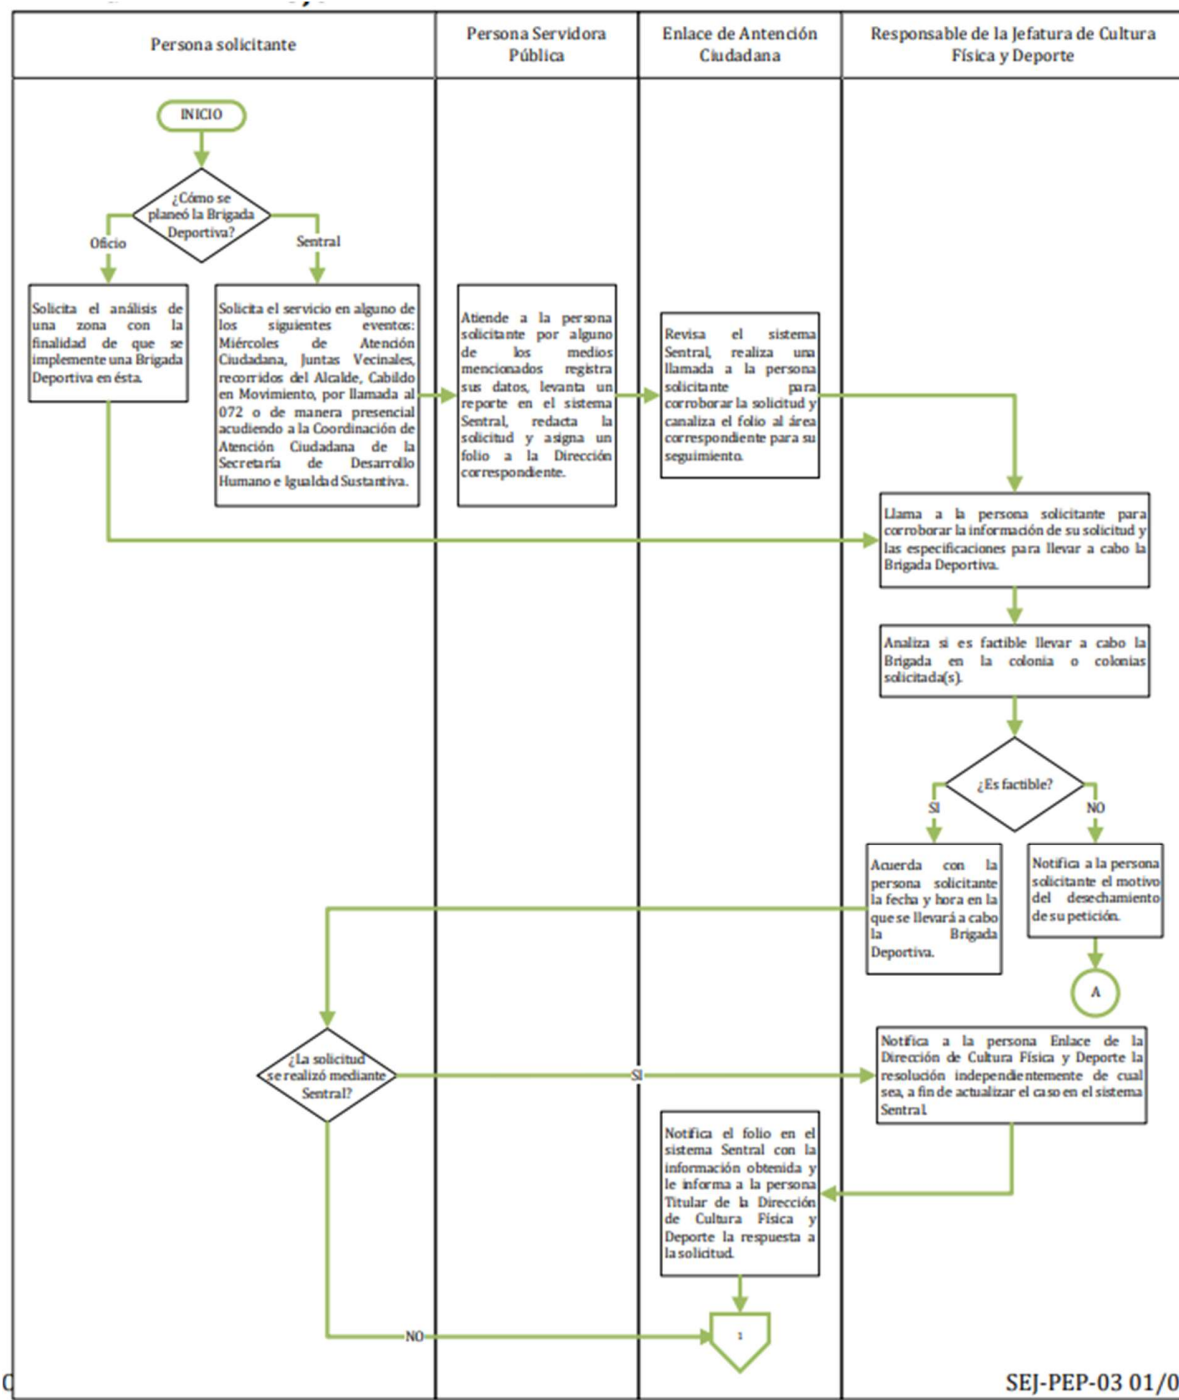 Persona solicitante
Persona Servidora
Pública
Enlace de Antención
Ciudadana
Responsable de la Jefatura de Cultura
Física y Deporte
INICIO
¿Cómo se
planeó la Brigada
Deportiva?
Oficio
Sentral
Solicita el análisis de
una zona con la
finalidad de que se
implemente una Brigada
Deportiva en ésta.
Solicita el servicio en alguno de
los siguientes eventos:
Miércoles de Atención
Ciudadana, Juntas Vecinales,
recorridos del Alcalde, Cabildo
en Movimiento, por llamada al
072 o de manera presencial
acudiendo a la Coordinación de
Atención Ciudadana de la
Secretaría de Desarrollo
Humano e Igualdad Sustantiva.
Atiende a la persona
solicitante por alguno
de los medios
mencionados registra
sus datos, levanta un
reporte en el sistema
Sentral, redacta la
solicitud y asigna un
folio a la Dirección
correspondiente.
Revisa el sistema
Sentral, realiza una
llamada a la persona
solicitante para
corroborar la solicitud y
canaliza el folio al área
correspondiente para su
seguimiento.
Llama a la persona solicitante para
corroborar la información de su solicitud y
las especificaciones para llevar a cabo la
Brigada Deportiva.
Analiza si es factible llevar a cabo la
Brigada en la colonia o colonias
solicitada(s).
¿Es factible?
SI
NO
Acuerda con la
persona solicitante
la fecha y hora en la
que se llevará a cabo
la Brigada
Deportiva.
Notifica a la persona
solicitante el motivo
del desechamiento
de su petición.
A
¿La solicitud
se realizó mediante
Sentral?
SI
Notifica a la persona Enlace de la
Dirección de Cultura Física y Deporte la
resolución independientemente de cual
sea, a fin de actualizar el caso en el sistema
Sentral.
Notifica el folio en el
sistema Sentral con la
información obtenida y
le informa a la persona
Titular de la Dirección
de Cultura Física y
Deporte la respuesta a
la solicitud.
NO
1
SEJ-PEP-03 01/0